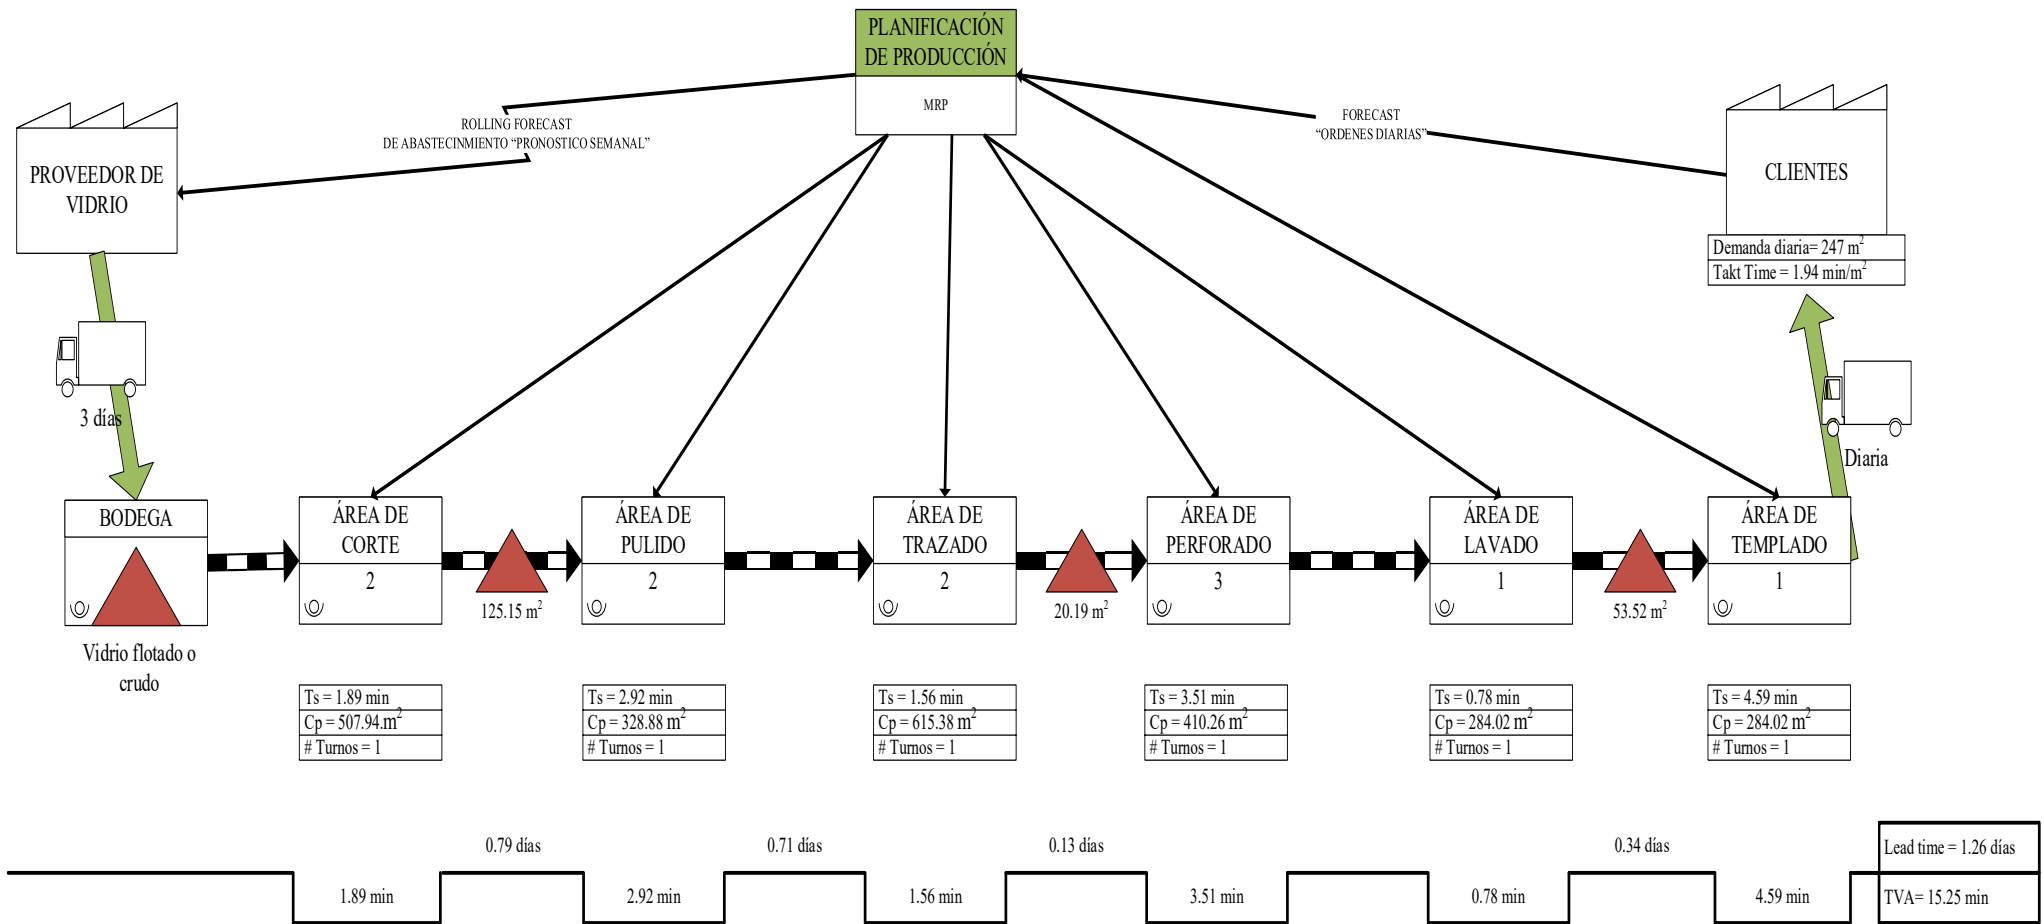 PLANIFICACIÓN
DE PRODUCCIÓN
MRP
ROLLING FORECAST
DE ABASTECINMIENTO “PRONOSTICO SEMANAL”
FORECAST
“ORDENES DIARIAS”
PROVEEDOR DE
VIDRIO
CLIENTES
Demanda diaria= 247 m²
Takt Time = 1.94 min/m²
3 días
Diaria
BODEGA
Vidrio flotado o
crudo
ÁREA DE
CORTE
2
125.15 m²
ÁREA DE
PULIDO
2
ÁREA DE
TRAZADO
2
20.19 m²
ÁREA DE
PERFORADO
3
ÁREA DE
LAVADO
1
53.52 m²
ÁREA DE
TEMPLADO
1
Ts = 1.89 min
Cp = 507.94.m²
# Turnos = 1
Ts = 2.92 min
Cp = 328.88 m²
# Turnos = 1
Ts = 1.56 min
Cp = 615.38 m²
# Turnos = 1
Ts = 3.51 min
Cp = 410.26 m²
# Turnos = 1
Ts = 0.78 min
Cp = 284.02 m²
# Turnos = 1
Ts = 4.59 min
Cp = 284.02 m²
# Turnos = 1
0.79 días
0.71 días
0.13 días
0.34 días
Lead time = 1.26 días
1.89 min
2.92 min
1.56 min
3.51 min
0.78 min
4.59 min
TVA= 15.25 min